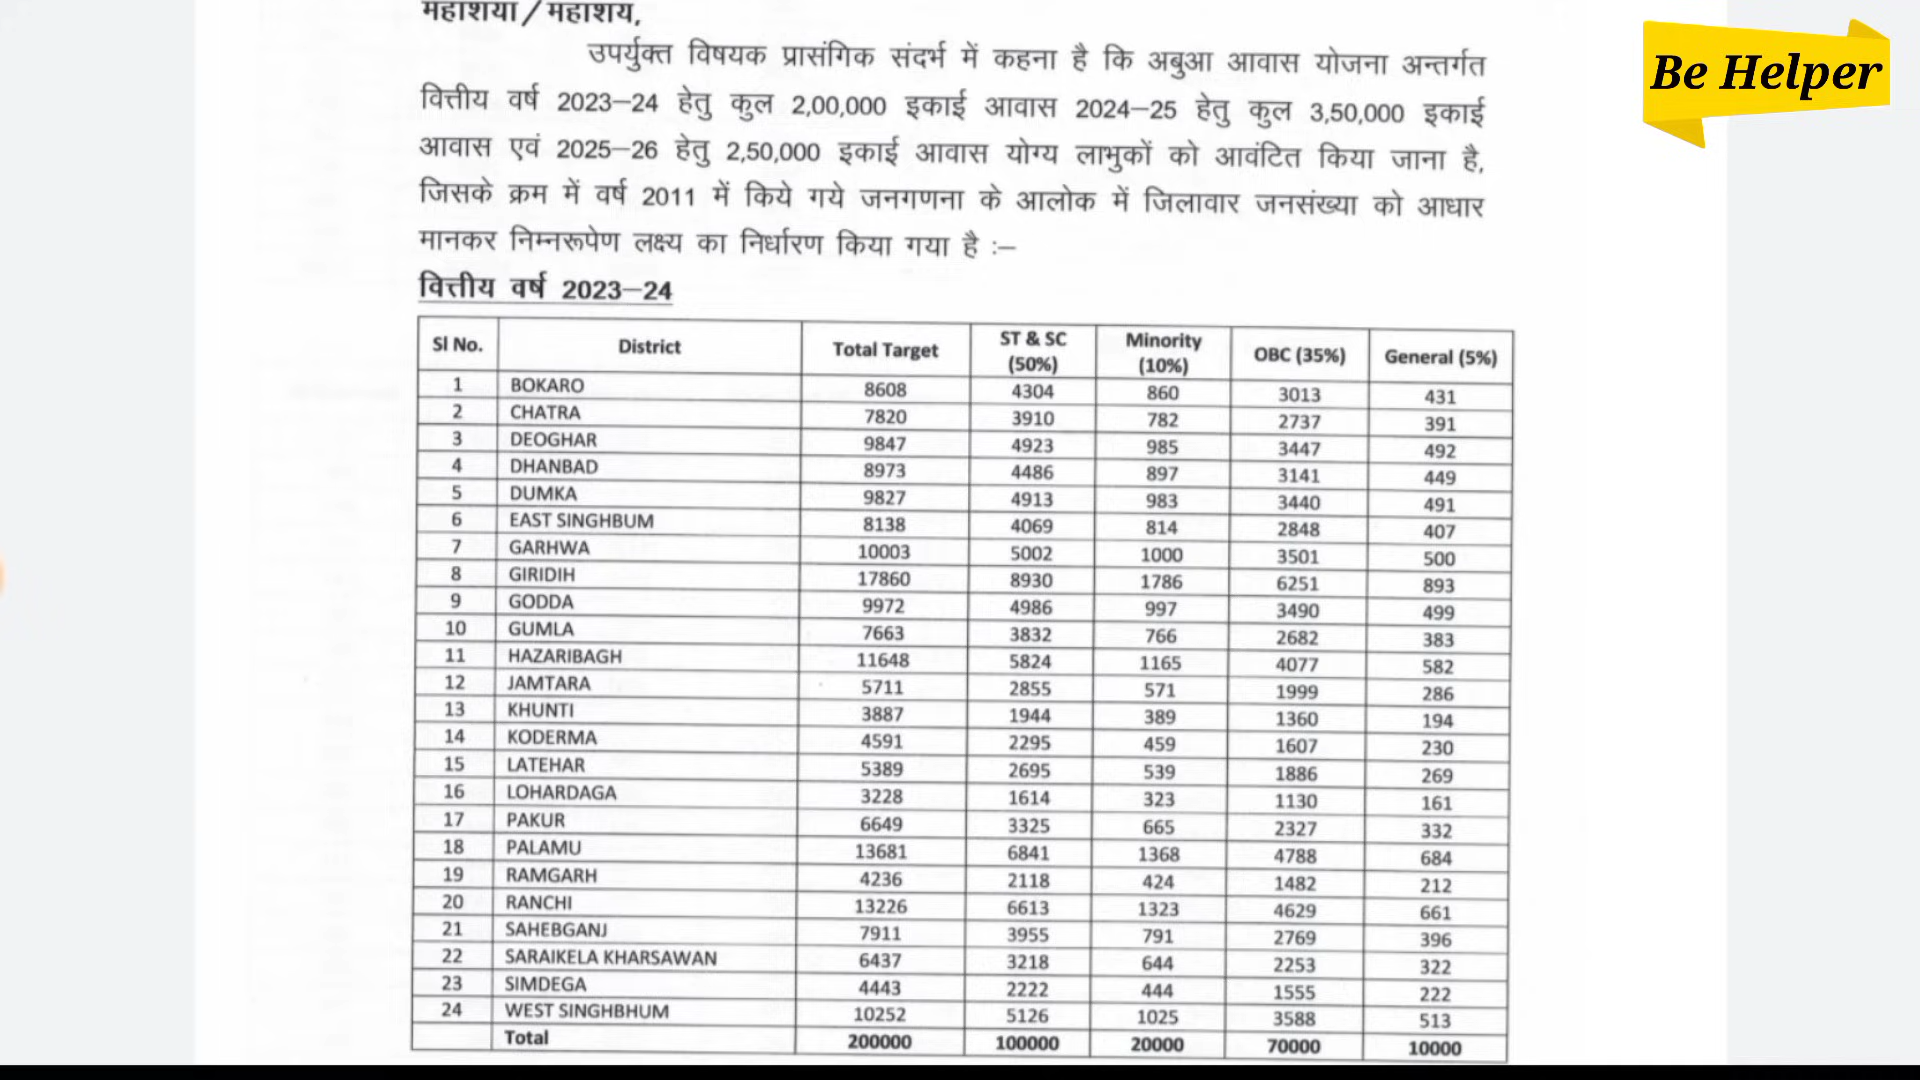 महाशया/महाशय,
उपर्युक्त विषयक प्रासंगिक संदर्भ में कहना है कि अबुआ आवास योजना अन्तर्गत
वित्तीय वर्ष 2023–24 हेतु कुल 2,00,000 इकाई आवास 2024–25 हेतु कुल 3,50,000 इकाई
आवास एवं 2025–26 हेतु 2,50,000 इकाई आवास योग्य लाभुकों को आवंटित किया जाना है,
जिसके क्रम में वर्ष 2011 में किये गये जनगणना के आलोक में जिलावार जनसंख्या को आधार
मानकर निम्नरूपेण लक्ष्य का निर्धारण किया गया है :–
वित्तीय वर्ष 2023–24
Sl No. District Total Target ST & SC (50%) Minority (10%) OBC (35%) General (5%)
1 BOKARO 8608 4304 860 3013 431
2 CHATRA 7820 3910 782 2737 391
3 DEOGHAR 9847 4923 985 3447 492
4 DHANBAD 8973 4486 897 3141 449
5 DUMKA 9827 4913 983 3440 491
6 EAST SINGHBUM 8138 4069 814 2848 407
7 GARHWA 10003 5002 1000 3501 500
8 GIRIDIH 17860 8930 1786 6251 893
9 GODDA 9972 4986 997 3490 499
10 GUMLA 7663 3832 766 2682 383
11 HAZARIBAGH 11648 5824 1165 4077 582
12 JAMTARA 5711 2855 571 1999 286
13 KHUNTI 3887 1944 389 1360 194
14 KODERMA 4591 2295 459 1607 230
15 LATEHAR 5389 2695 539 1886 269
16 LOHARDAGA 3228 1614 323 1130 161
17 PAKUR 6649 3325 665 2327 332
18 PALAMU 13681 6841 1368 4788 684
19 RAMGARH 4236 2118 424 1482 212
20 RANCHI 13226 6613 1323 4629 661
21 SAHEBGANJ 7911 3955 791 2769 396
22 SARAIKELA KHARSAWAN 6437 3218 644 2253 322
23 SIMDEGA 4443 2222 444 1555 222
24 WEST SINGHBHUM 10252 5126 1025 3588 513
Total 200000 100000 20000 70000 10000
Be Helper